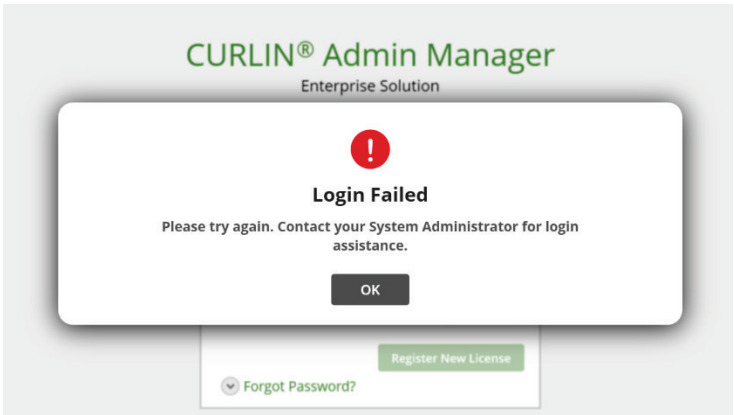 CURLIN® Admin Manager
Enterprise Solution
Login Failed
Please try again. Contact your System Administrator for login
assistance.
OK
Register New License
Forgot Password?